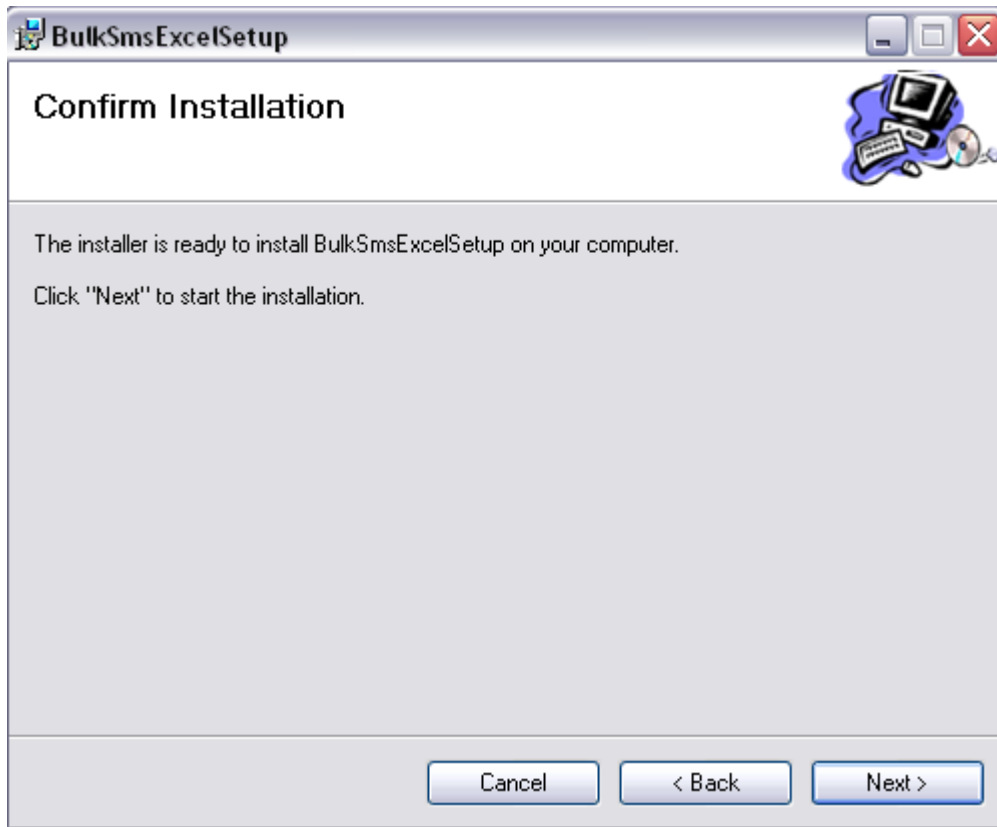 BulkSmsExcelSetup
Confirm Installation
The installer is ready to install BulkSmsExcelSetup on your computer.
Click "Next" to start the installation.
Cancel
< Back
Next >